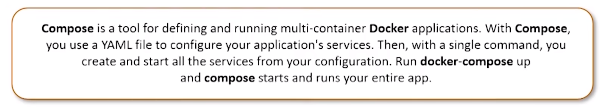 Compose is a tool for defining and running multi-container Docker applications. With Compose,
you use a YAML file to configure your application's services. Then, with a single command, you
create and start all the services from your configuration. Run docker-compose up
and compose starts and runs your entire app.